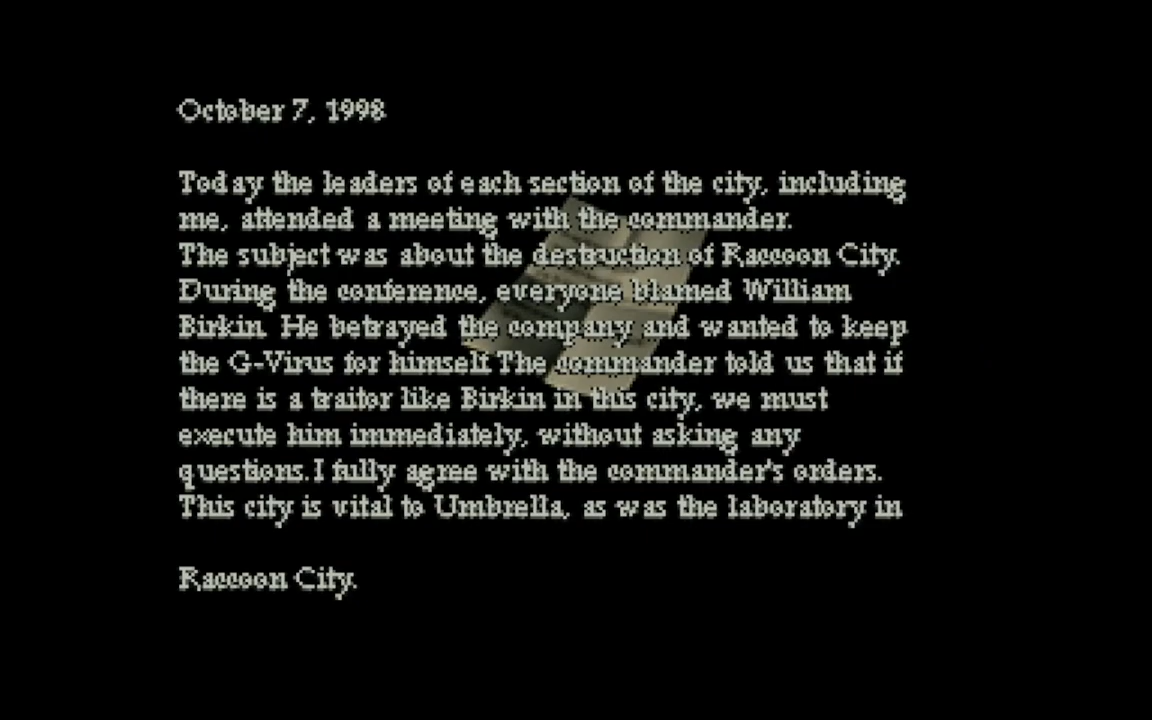 October 7, 1998
Today the leaders of each section of the city, including
me, attended a meeting with the commander.
The subject was about the destruction of Raccoon City.
During the conference, everyone blamed William
Birkin. He betrayed the company and wanted to keep
the G-Virus for himself. The commander told us that if
there is a traitor like Birkin in this city, we must
execute him immediately, without asking any
questions. I fully agree with the commander's orders.
This city is vital to Umbrella, as was the laboratory in
Raccoon City.